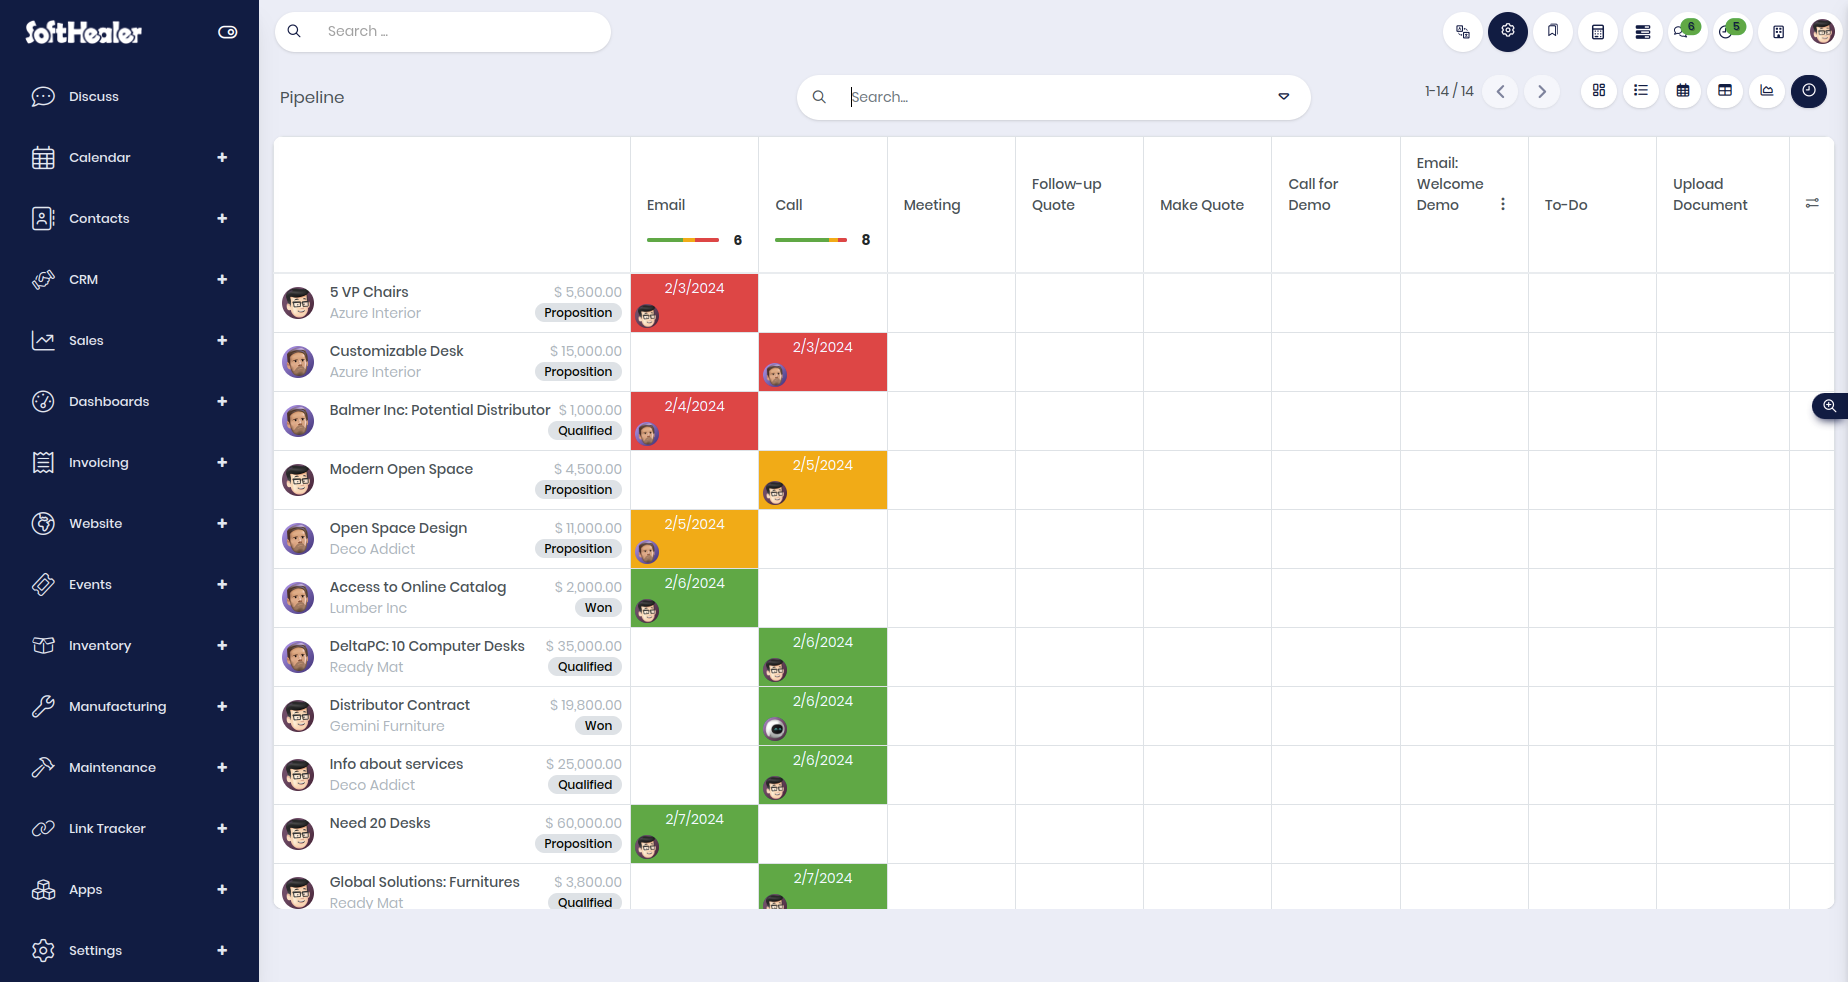 SoftHealer
Search ...
6
5
Discuss
Calendar
Contacts
CRM
Sales
Dashboards
Invoicing
Website
Events
Inventory
Manufacturing
Maintenance
Link Tracker
Apps
Settings
Pipeline
Search...
1-14 / 14
Email
6
Call
8
Meeting
Follow-up
Quote
Make Quote
Call for
Demo
Email:
Welcome
Demo
To-Do
Upload
Document
5 VP Chairs $ 5,600.00 2/3/2024
Azure Interior Proposition
Customizable Desk $ 15,000.00 2/3/2024
Azure Interior Proposition
Balmer Inc: Potential Distributor $ 1,000.00 2/4/2024
Qualified
Modern Open Space $ 4,500.00 2/5/2024
Proposition
Open Space Design $ 11,000.00 2/5/2024
Deco Addict Proposition
Access to Online Catalog $ 2,000.00 2/6/2024
Lumber Inc Won
DeltaPC: 10 Computer Desks $ 35,000.00 2/6/2024
Ready Mat Qualified
Distributor Contract $ 19,800.00 2/6/2024
Gemini Furniture Won
Info about services $ 25,000.00 2/6/2024
Deco Addict Qualified
Need 20 Desks $ 60,000.00 2/7/2024
Proposition
Global Solutions: Furnitures $ 3,800.00 2/7/2024
Ready Mat Qualified